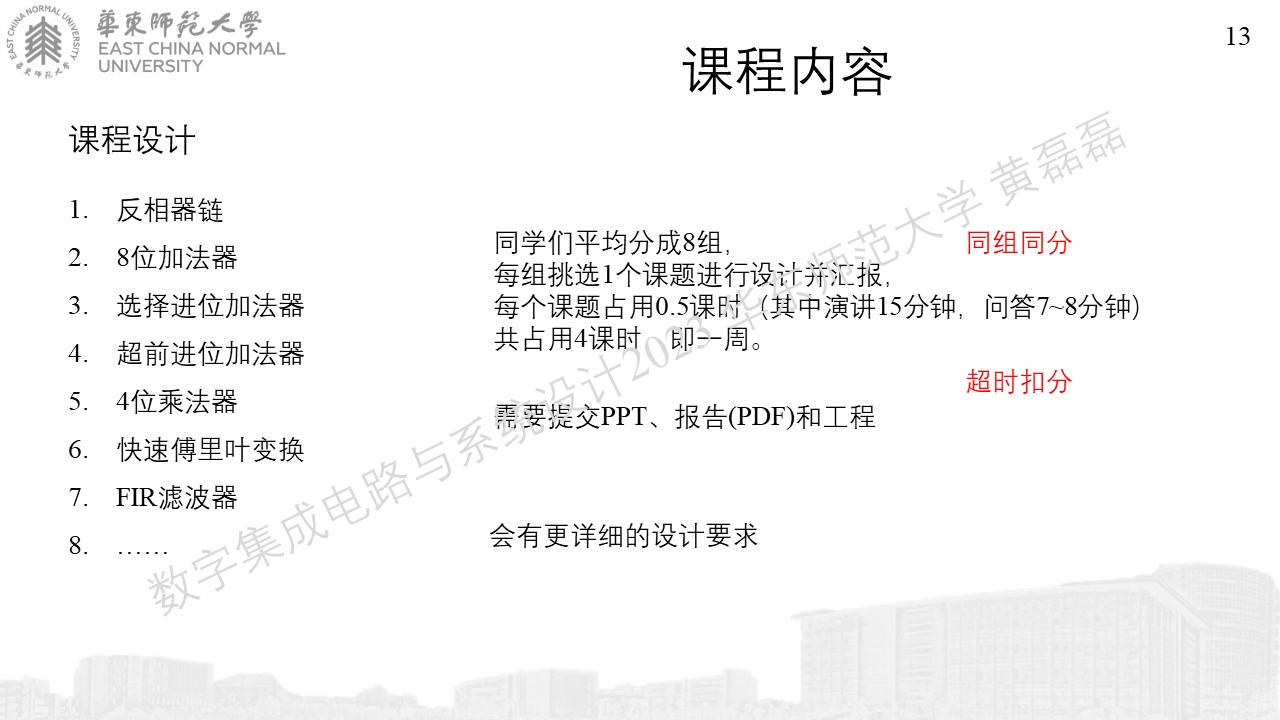 華東師範大學
EAST CHINA NORMAL
UNIVERSITY
EAST CHINA NORMAL UNIVERSITY
華東師範大學
13
课程内容
课程设计
1. 反相器链
2. 8位加法器
3. 选择进位加法器
4. 超前进位加法器
5. 4位乘法器
6. 快速傅里叶变换
7. FIR滤波器
8. ……
同学们平均分成8组,
同组同分
每组挑选1个课题进行设计并汇报,
每个课题占用0.5课时（其中演讲15分钟, 问答7~8分钟）
共占用4课时 即一周。
超时扣分
需要提交PPT、报告(PDF)和工程
会有更详细的设计要求
数字集成电路与系统设计2023 华东师范大学 黄磊磊